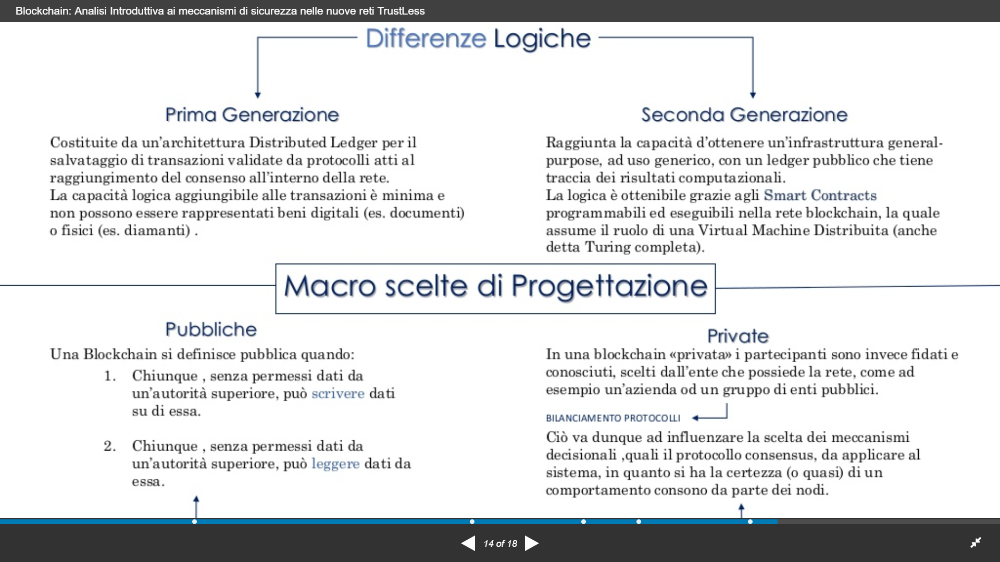 Blockchain: Analisi Introduttiva ai meccanismi di sicurezza nelle nuove reti TrustLess
Differenze Logiche
Prima Generazione
Costituite da un’architettura Distributed Ledger per il
salvataggio di transazioni validate da protocolli atti al
raggiungimento del consenso all’interno della rete.
La capacità logica aggiungibile alle transazioni è minima e
non possono essere rappresentati beni digitali (es. documenti)
o fisici (es. diamanti) .
Seconda Generazione
Raggiunta la capacità d’ottenere un’infrastruttura general-
purpose, ad uso generico, con un ledger pubblico che tiene
traccia dei risultati computazionali.
La logica è ottenibile grazie agli Smart Contracts
programmabili ed eseguibili nella rete blockchain, la quale
assume il ruolo di una Virtual Machine Distribuita (anche
detta Turing completa).
Macro scelte di Progettazione
Pubbliche
Una Blockchain si definisce pubblica quando:
1. Chiunque , senza permessi dati da
un’autorità superiore, può scrivere dati
su di essa.
2. Chiunque , senza permessi dati da
un’autorità superiore, può leggere dati da
essa.
Private
In una blockchain «privata» i partecipanti sono invece fidati e
conosciuti, scelti dall’ente che possiede la rete, come ad
esempio un’azienda od un gruppo di enti pubblici.
BILANCIAMENTO PROTOCOLLI
Ciò va dunque ad influenzare la scelta dei meccanismi
decisionali ,quali il protocollo consensus, da applicare al
sistema, in quanto si ha la certezza (o quasi) di un
comportamento consono da parte dei nodi.
14 of 18